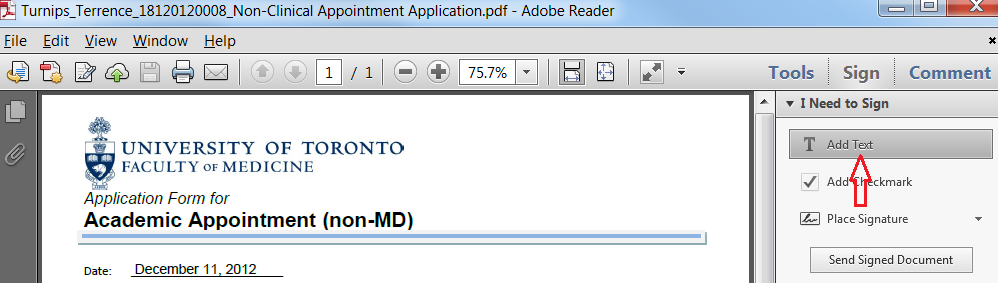 Turnips_Terrence_18120120008_Non-Clinical Appointment Application.pdf - Adobe Reader
File Edit View Window Help
1 / 1 75.7% Tools Sign Comment
I Need to Sign
T Add Text
Add Checkmark
Place Signature
Send Signed Document
UNIVERSITY OF TORONTO
FACULTY OF MEDICINE
Application Form for
Academic Appointment (non-MD)
Date: December 11, 2012